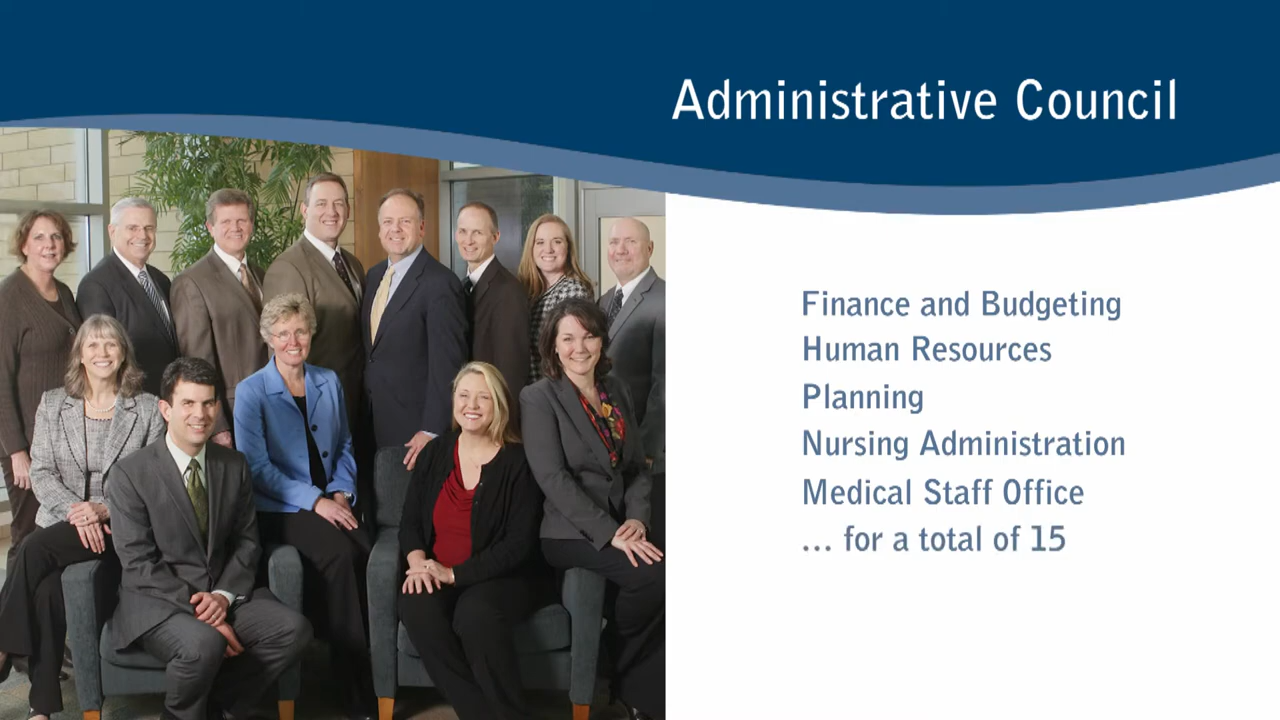 Administrative Council
Finance and Budgeting
Human Resources
Planning
Nursing Administration
Medical Staff Office
... for a total of 15